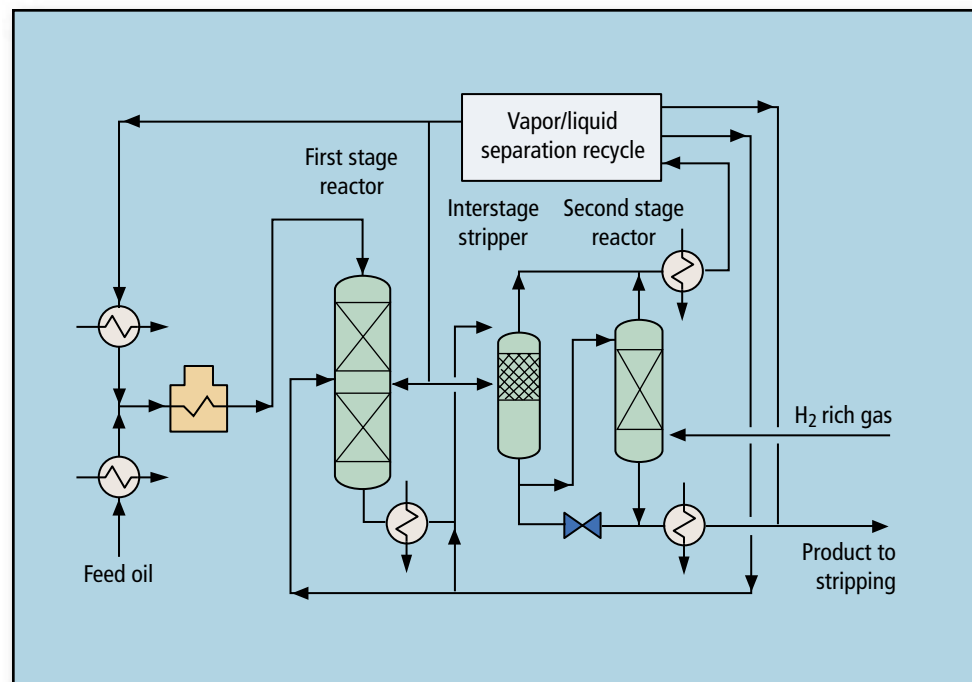 Vapor/liquid
separation recycle
First stage
reactor
Interstage
stripper
Second stage
reactor
H₂ rich gas
Feed oil
Product to
stripping